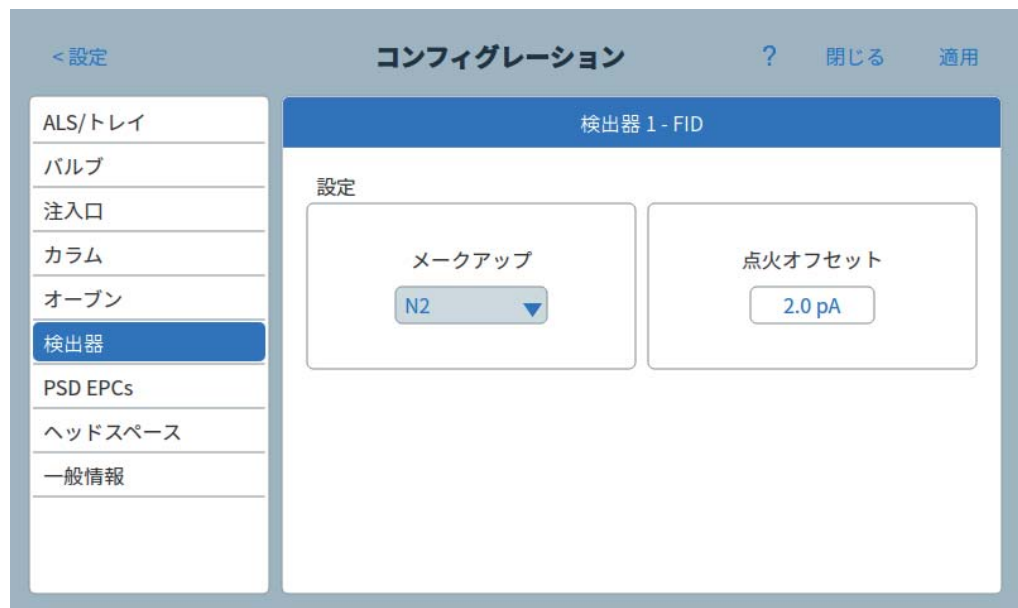 <設定 コンフィグレーション ? 閉じる 適用
ALS/トレイ
バルブ
注入口
カラム
オーブン
検出器
PSD EPCs
ヘッドスペース
一般情報
検出器 1 - FID
設定
メークアップ
N2
点火オフセット
2.0 pA